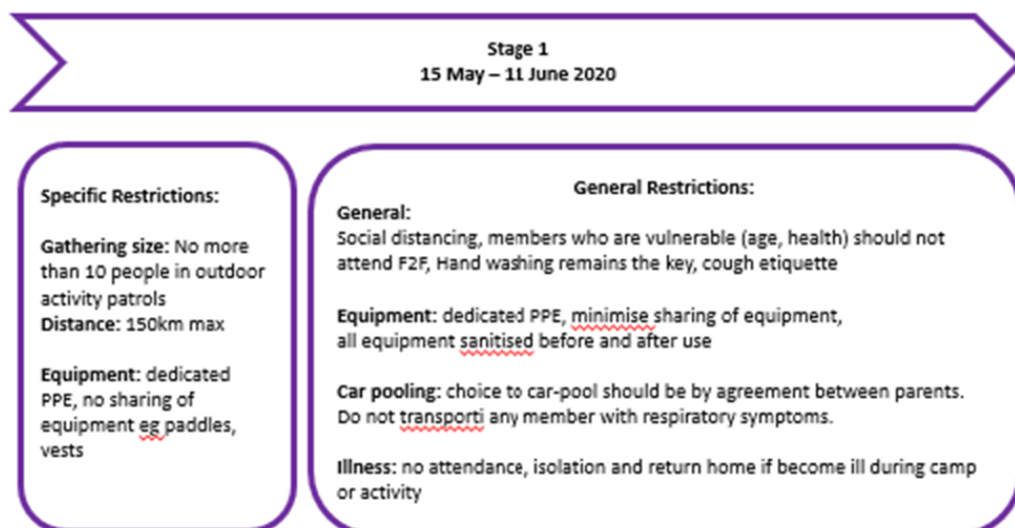 Stage 1
15 May – 11 June 2020
Specific Restrictions:
Gathering size: No more
than 10 people in outdoor
activity patrols
Distance: 150km max
Equipment: dedicated
PPE, no sharing of
equipment eg paddles,
vests
General Restrictions:
General:
Social distancing, members who are vulnerable (age, health) should not
attend F2F, Hand washing remains the key, cough etiquette
Equipment: dedicated PPE, minimise sharing of equipment,
all equipment sanitised before and after use
Car pooling: choice to car-pool should be by agreement between parents.
Do not transporti any member with respiratory symptoms.
Illness: no attendance, isolation and return home if become ill during camp
or activity